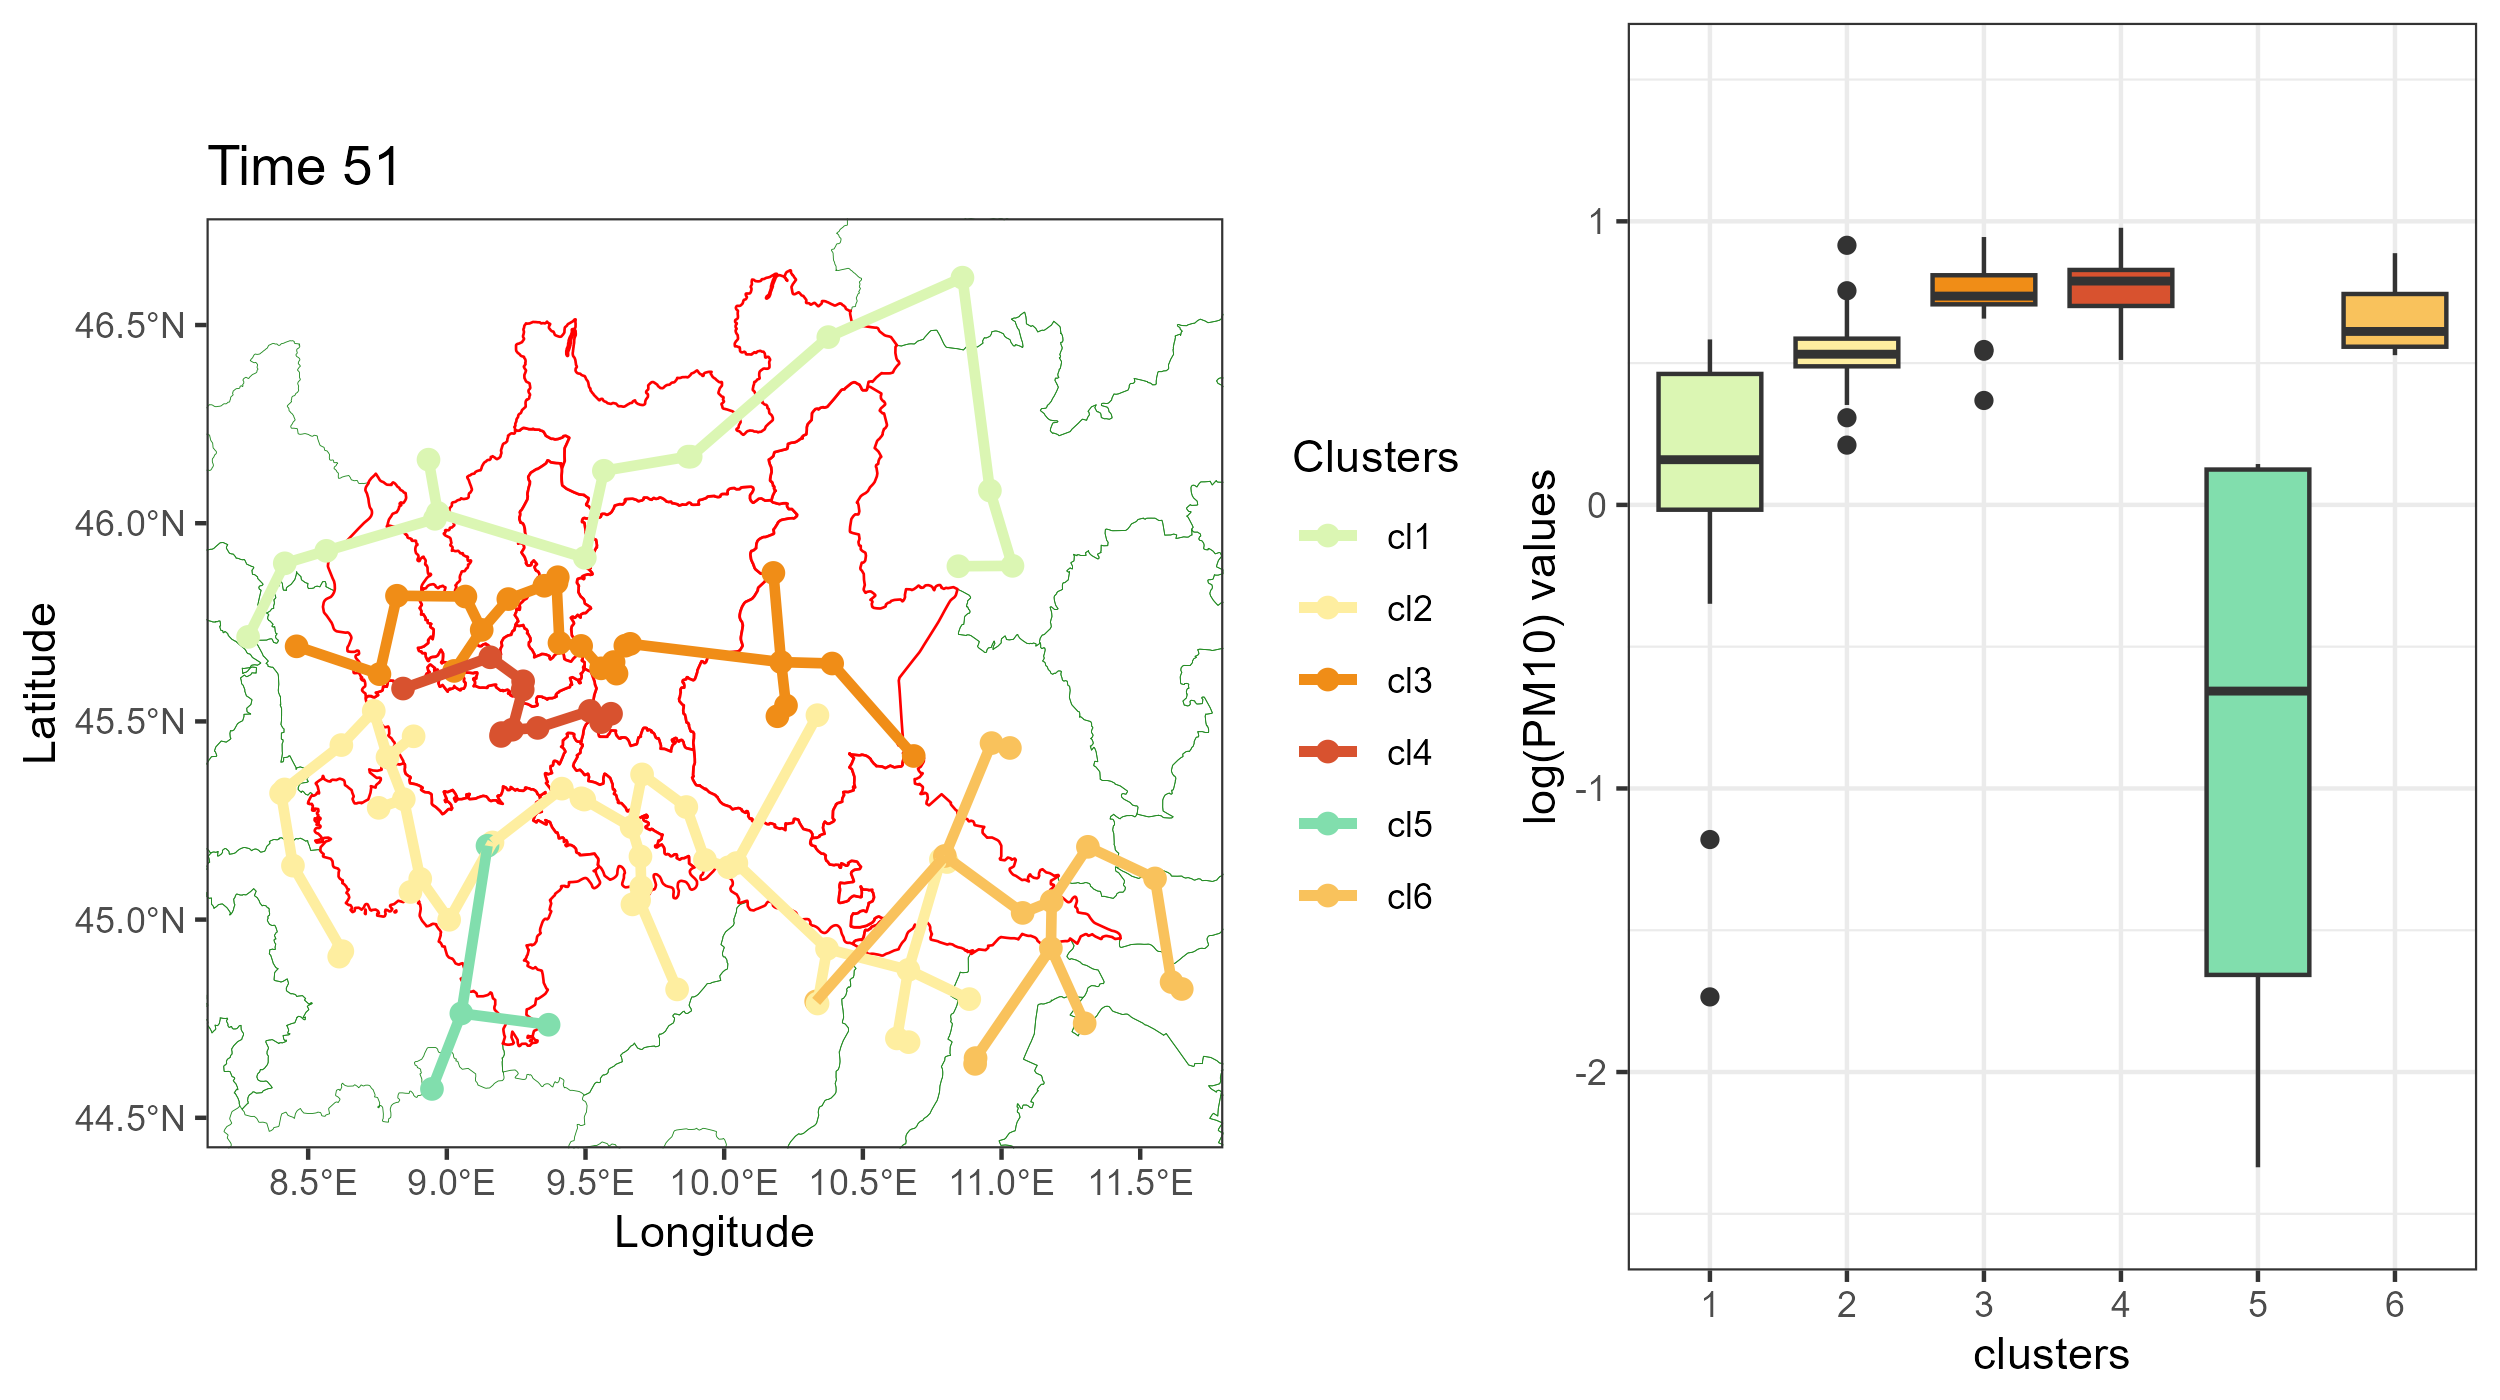 Time 51
46.5°N
46.0°N
45.5°N
45.0°N
44.5°N
Latitude
8.5°E 9.0°E 9.5°E 10.0°E 10.5°E 11.0°E 11.5°E
Longitude
Clusters
cl1
cl2
cl3
cl4
cl5
cl6
1
0
-1
-2
log(PM10) values
1 2 3 4 5 6
clusters